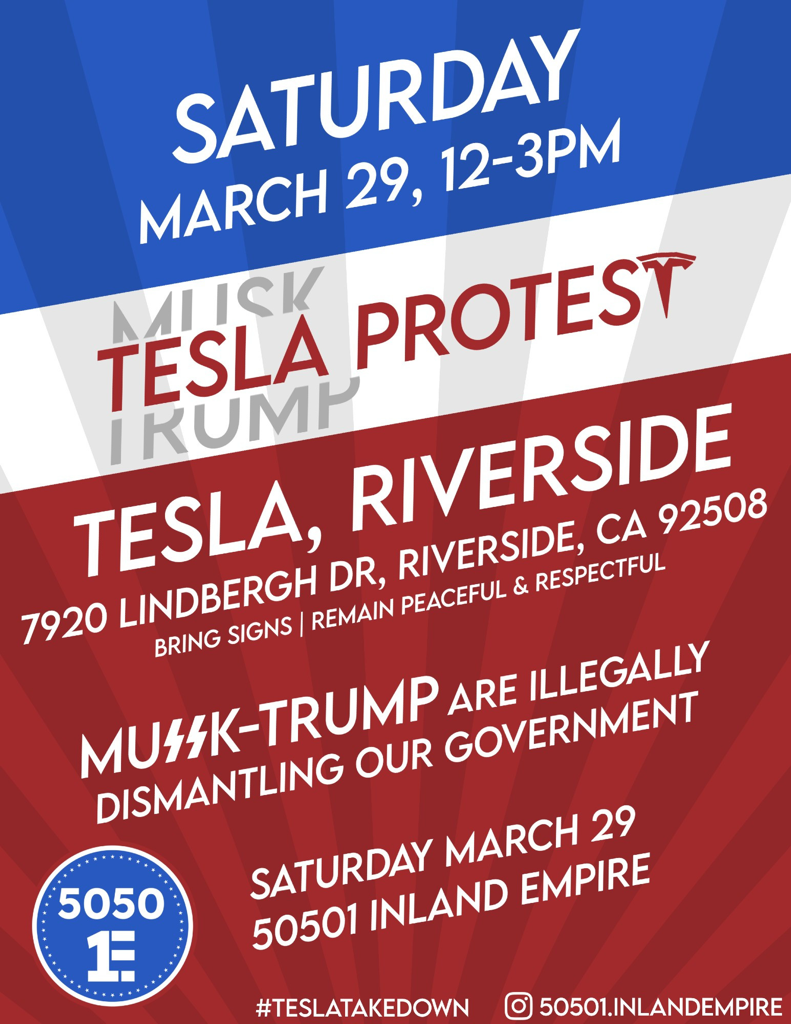 SATURDAY
MARCH 29, 12-3PM
MUSK
TESLA PROTEST
TRUMP
TESLA, RIVERSIDE
7920 LINDBERGH DR, RIVERSIDE, CA 92508
BRING SIGNS | REMAIN PEACEFUL & RESPECTFUL
MUϟϟK-TRUMP ARE ILLEGALLY
DISMANTLING OUR GOVERNMENT
SATURDAY MARCH 29
50501 INLAND EMPIRE
5050
1E
#TESLATAKEDOWN
50501.INLANDEMPIRE